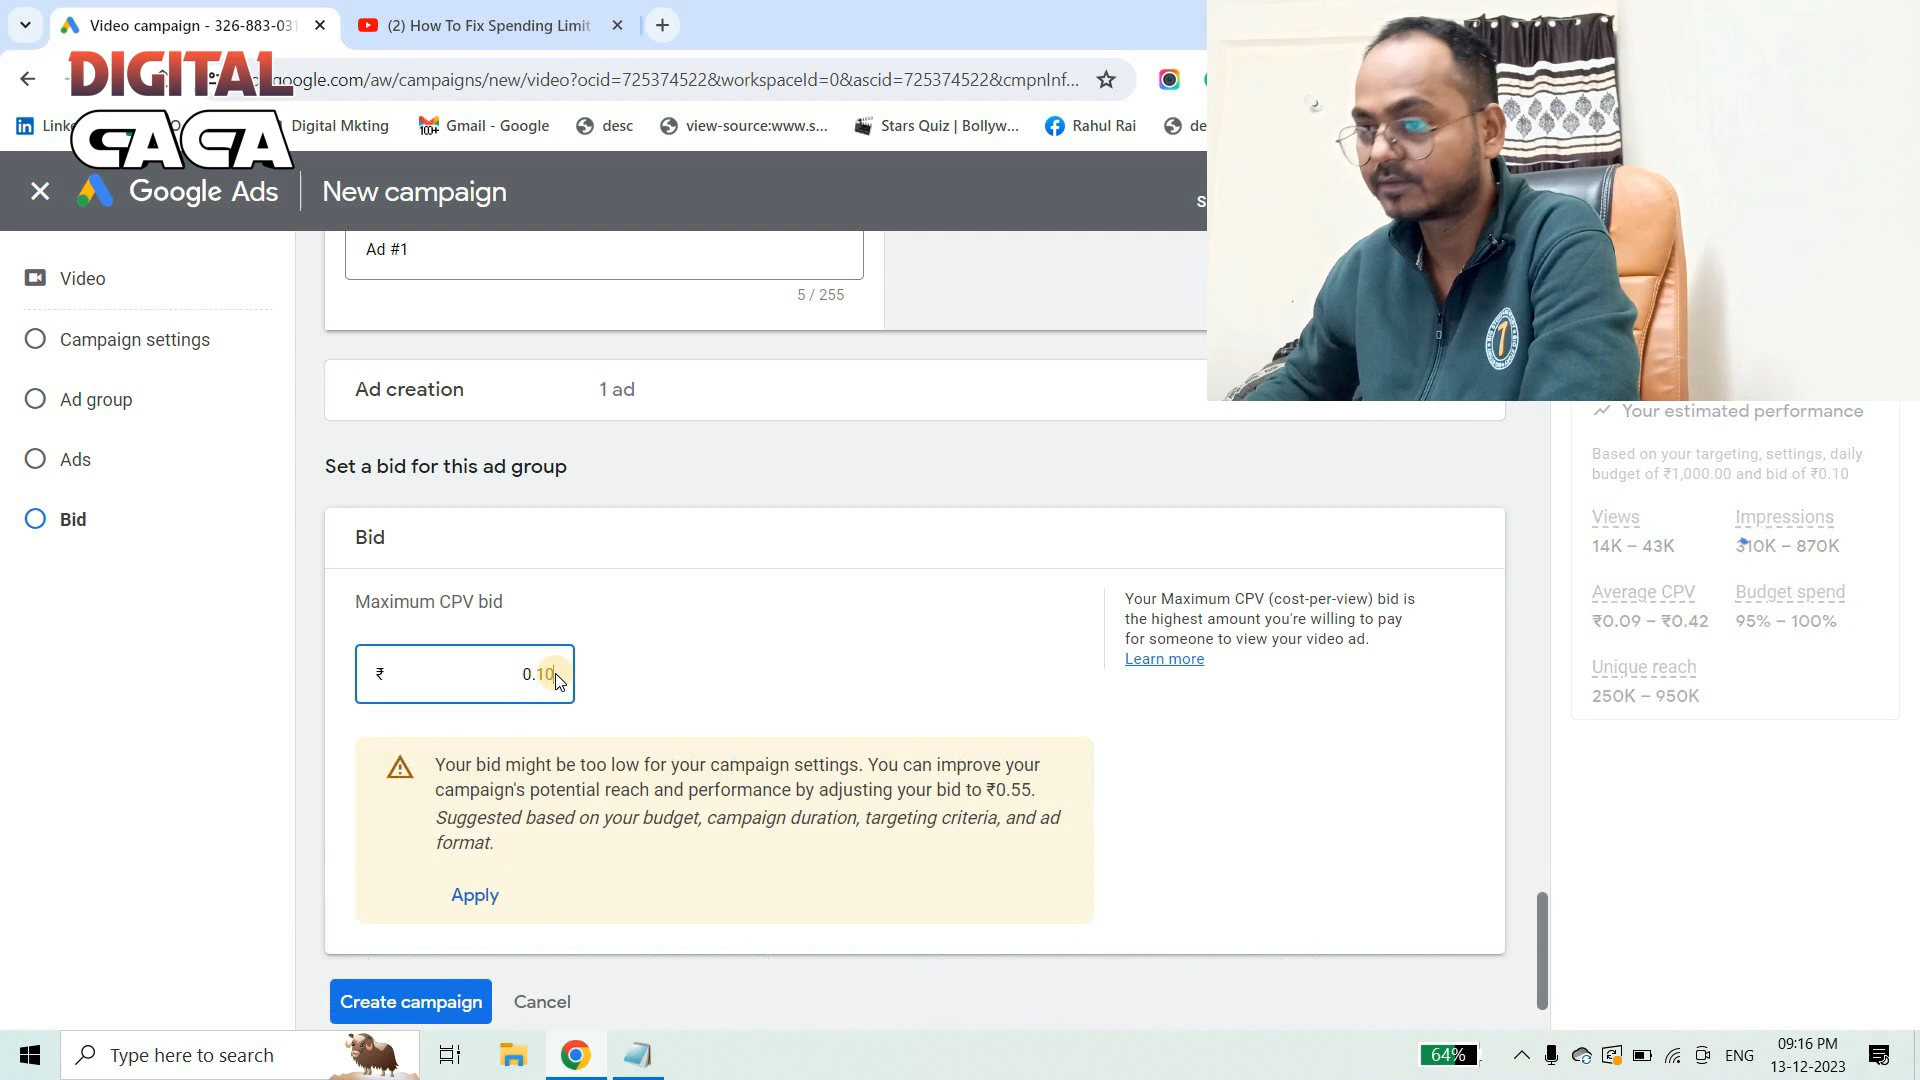 Video campaign - 326-883-031
(2) How To Fix Spending Limit
DIGITAL
CACA
google.com/aw/campaigns/new/video?ocid=725374522&workspaceId=0&ascid=725374522&cmpnInf...
Digital Mkting
Gmail - Google
desc
view-source:www.s...
Stars Quiz | Bollyw...
Rahul Rai
Google Ads
New campaign
Video
Campaign settings
Ad group
Ads
Bid
Ad #1
5 / 255
Ad creation
1 ad
Set a bid for this ad group
Bid
Maximum CPV bid
₹ 0.10
Your Maximum CPV (cost-per-view) bid is
the highest amount you're willing to pay
for someone to view your video ad.
Learn more
Your bid might be too low for your campaign settings. You can improve your
campaign's potential reach and performance by adjusting your bid to ₹0.55.
Suggested based on your budget, campaign duration, targeting criteria, and ad
format.
Apply
Create campaign
Cancel
Your estimated performance
Based on your targeting, settings, daily
budget of ₹1,000.00 and bid of ₹0.10
Views
Impressions
14K – 43K
310K – 870K
Average CPV
Budget spend
₹0.09 – ₹0.42
95% – 100%
Unique reach
250K – 950K
Type here to search
64%
ENG
09:16 PM
13-12-2023